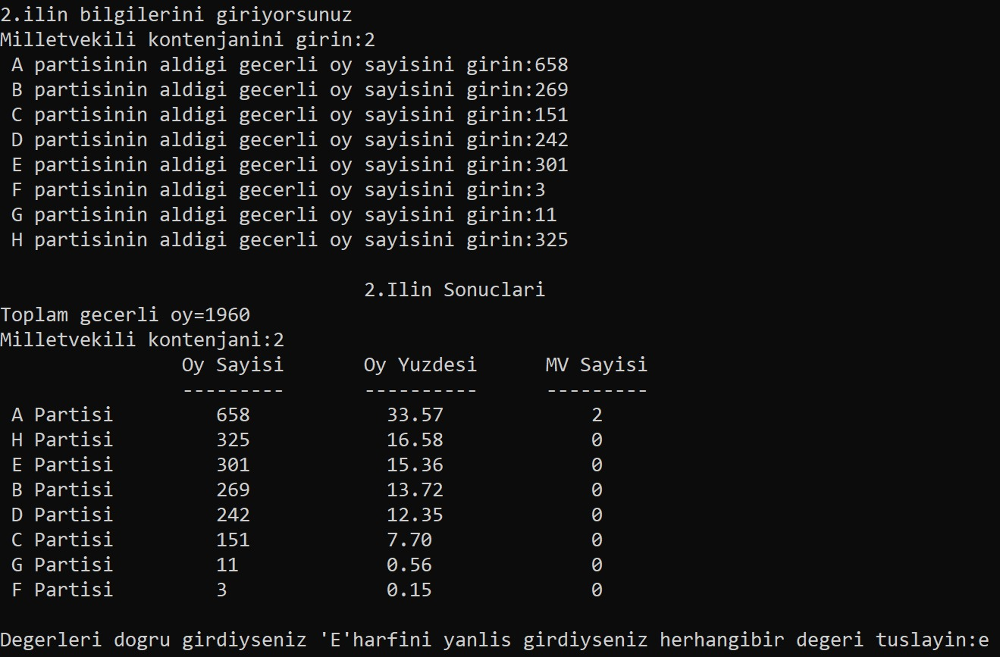 2.ilin bilgilerini giriyorsunuz
Milletvekili kontenjanini girin:2
A partisinin aldigi gecerli oy sayisini girin:658
B partisinin aldigi gecerli oy sayisini girin:269
C partisinin aldigi gecerli oy sayisini girin:151
D partisinin aldigi gecerli oy sayisini girin:242
E partisinin aldigi gecerli oy sayisini girin:301
F partisinin aldigi gecerli oy sayisini girin:3
G partisinin aldigi gecerli oy sayisini girin:11
H partisinin aldigi gecerli oy sayisini girin:325
2.Ilin Sonuclari
Toplam gecerli oy=1960
Milletvekili kontenjani:2
Oy Sayisi Oy Yuzdesi MV Sayisi
--------- ---------- ---------
A Partisi 658 33.57 2
H Partisi 325 16.58 0
E Partisi 301 15.36 0
B Partisi 269 13.72 0
D Partisi 242 12.35 0
C Partisi 151 7.70 0
G Partisi 11 0.56 0
F Partisi 3 0.15 0
Degerleri dogru girdiyseniz 'E'harfini yanlis girdiyseniz herhangibir degeri tuslayin:e